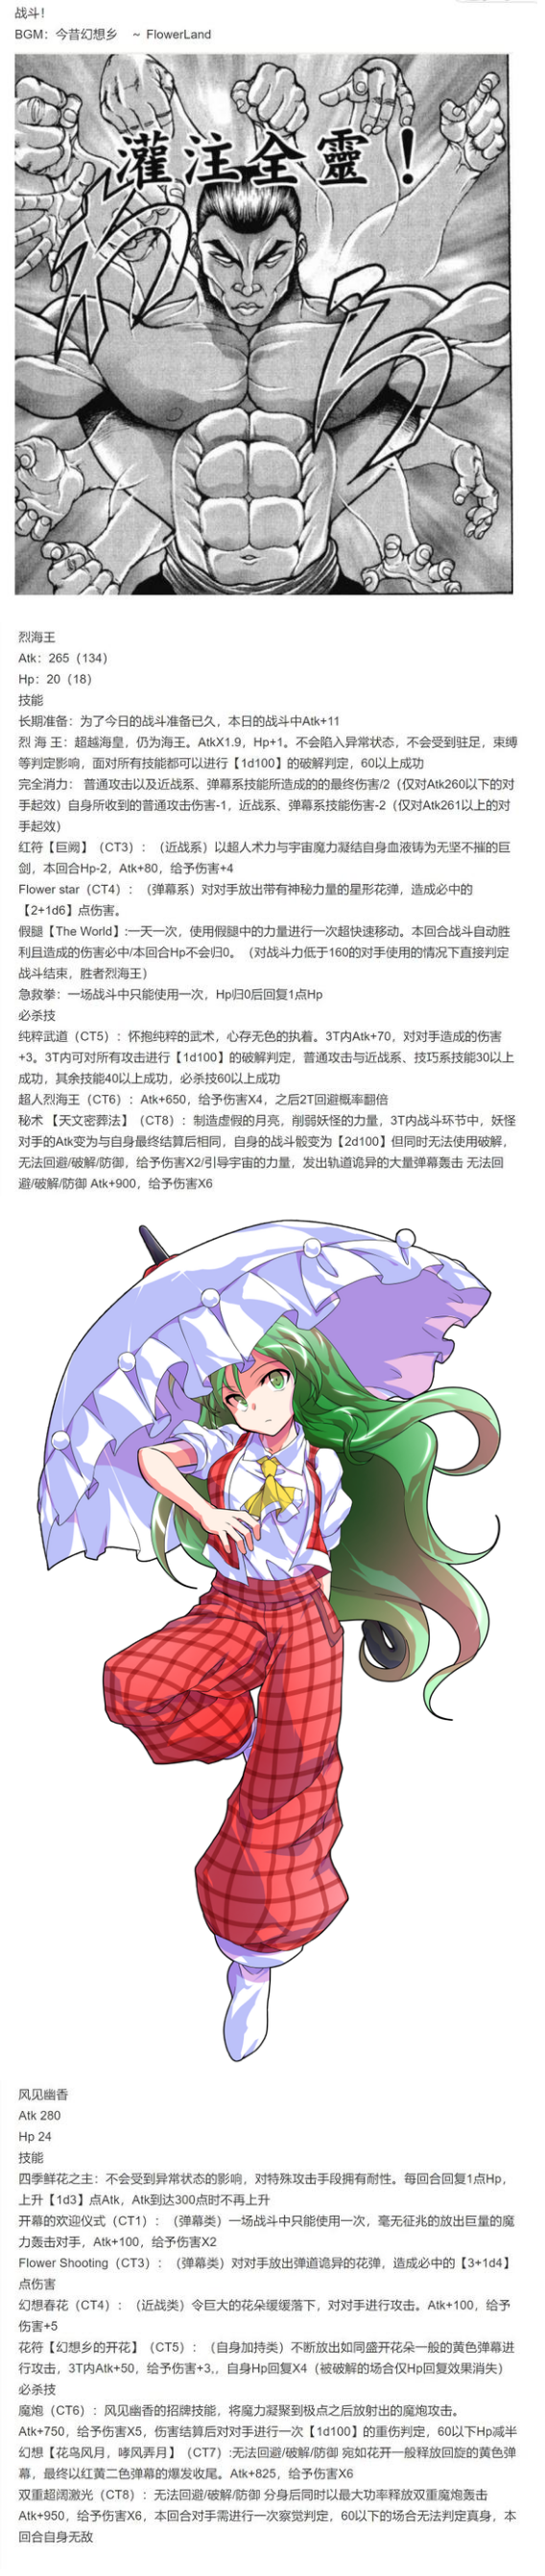 战斗！
BGM：今昔幻想乡　~ FlowerLand
灌注全靈！
烈海王
Atk：265（134）
Hp：20（18）
技能
长期准备：为了今日的战斗准备已久，本日的战斗中Atk+11
烈 海 王：超越海皇，仍为海王。AtkX1.9，Hp+1。不会陷入异常状态，不会受到驻足，束缚
等判定影响，面对所有技能都可以进行【1d100】的破解判定，60以上成功
完全消力： 普通攻击以及近战系、弹幕系技能所造成的的最终伤害/2（仅对Atk260以下的对
手起效）自身所收到的普通攻击伤害-1，近战系、弹幕系技能伤害-2（仅对Atk261以上的对
手起效）
红符【巨阙】（CT3）：（近战系）以超人术力与宇宙魔力凝结自身血液铸为无坚不摧的巨
剑，本回合Hp-2，Atk+80，给予伤害+4
Flower star（CT4）：（弹幕系）对对手放出带有神秘力量的星形花弹，造成必中的
【2+1d6】点伤害。
假腿【The World】:一天一次，使用假腿中的力量进行一次超快速移动。本回合战斗自动胜
利且造成的伤害必中/本回合Hp不会归0。（对战斗力低于160的对手使用的情况下直接判定
战斗结束，胜者烈海王）
急救拳：一场战斗中只能使用一次，Hp归0后回复1点Hp
必杀技
纯粹武道（CT5）：怀抱纯粹的武术，心存无色的执着。3T内Atk+70，对对手造成的伤害
+3。3T内可对所有攻击进行【1d100】的破解判定，普通攻击与近战系、技巧系技能30以上
成功，其余技能40以上成功，必杀技60以上成功
超人烈海王（CT6）：Atk+650，给予伤害X4，之后2T回避概率翻倍
秘术 【天文密葬法】（CT8）：制造虚假的月亮，削弱妖怪的力量，3T内战斗环节中，妖怪
对手的Atk变为与自身最终结算后相同，自身的战斗骰变为【2d100】但同时无法使用破解，
无法回避/破解/防御，给予伤害X2/引导宇宙的力量，发出轨道诡异的大量弹幕轰击 无法回
避/破解/防御 Atk+900，给予伤害X6
风见幽香
Atk 280
Hp 24
技能
四季鲜花之主：不会受到异常状态的影响，对特殊攻击手段拥有耐性。每回合回复1点Hp，
上升【1d3】点Atk，Atk到达300点时不再上升
开幕的欢迎仪式（CT1）：（弹幕类）一场战斗中只能使用一次，毫无征兆的放出巨量的魔
力轰击对手，Atk+100，给予伤害X2
Flower Shooting（CT3）：（弹幕类）对对手放出弹道诡异的花弹，造成必中的【3+1d4】
点伤害
幻想春花（CT4）：（近战类）令巨大的花朵缓缓落下，对对手进行攻击。Atk+100，给予
伤害+5
花符【幻想乡的开花】（CT5）：（自身加持类）不断放出如同盛开花朵一般的黄色弹幕进
行攻击，3T内Atk+50，给予伤害+3,，自身Hp回复X4（被破解的场合仅Hp回复效果消失）
必杀技
魔炮（CT6）：风见幽香的招牌技能，将魔力凝聚到极点之后放射出的魔炮攻击。
Atk+750，给予伤害X5，伤害结算后对对手进行一次【1d100】的重伤判定，60以下Hp减半
幻想【花鸟风月，哮风弄月】（CT7）:无法回避/破解/防御 宛如花开一般释放回旋的黄色弹
幕，最终以红黄二色弹幕的爆发收尾。Atk+825，给予伤害X6
双重超阔激光（CT8）：无法回避/破解/防御 分身后同时以最大功率释放双重魔炮轰击
Atk+950，给予伤害X6，本回合对手需进行一次察觉判定，60以下的场合无法判定真身，本
回合自身无敌